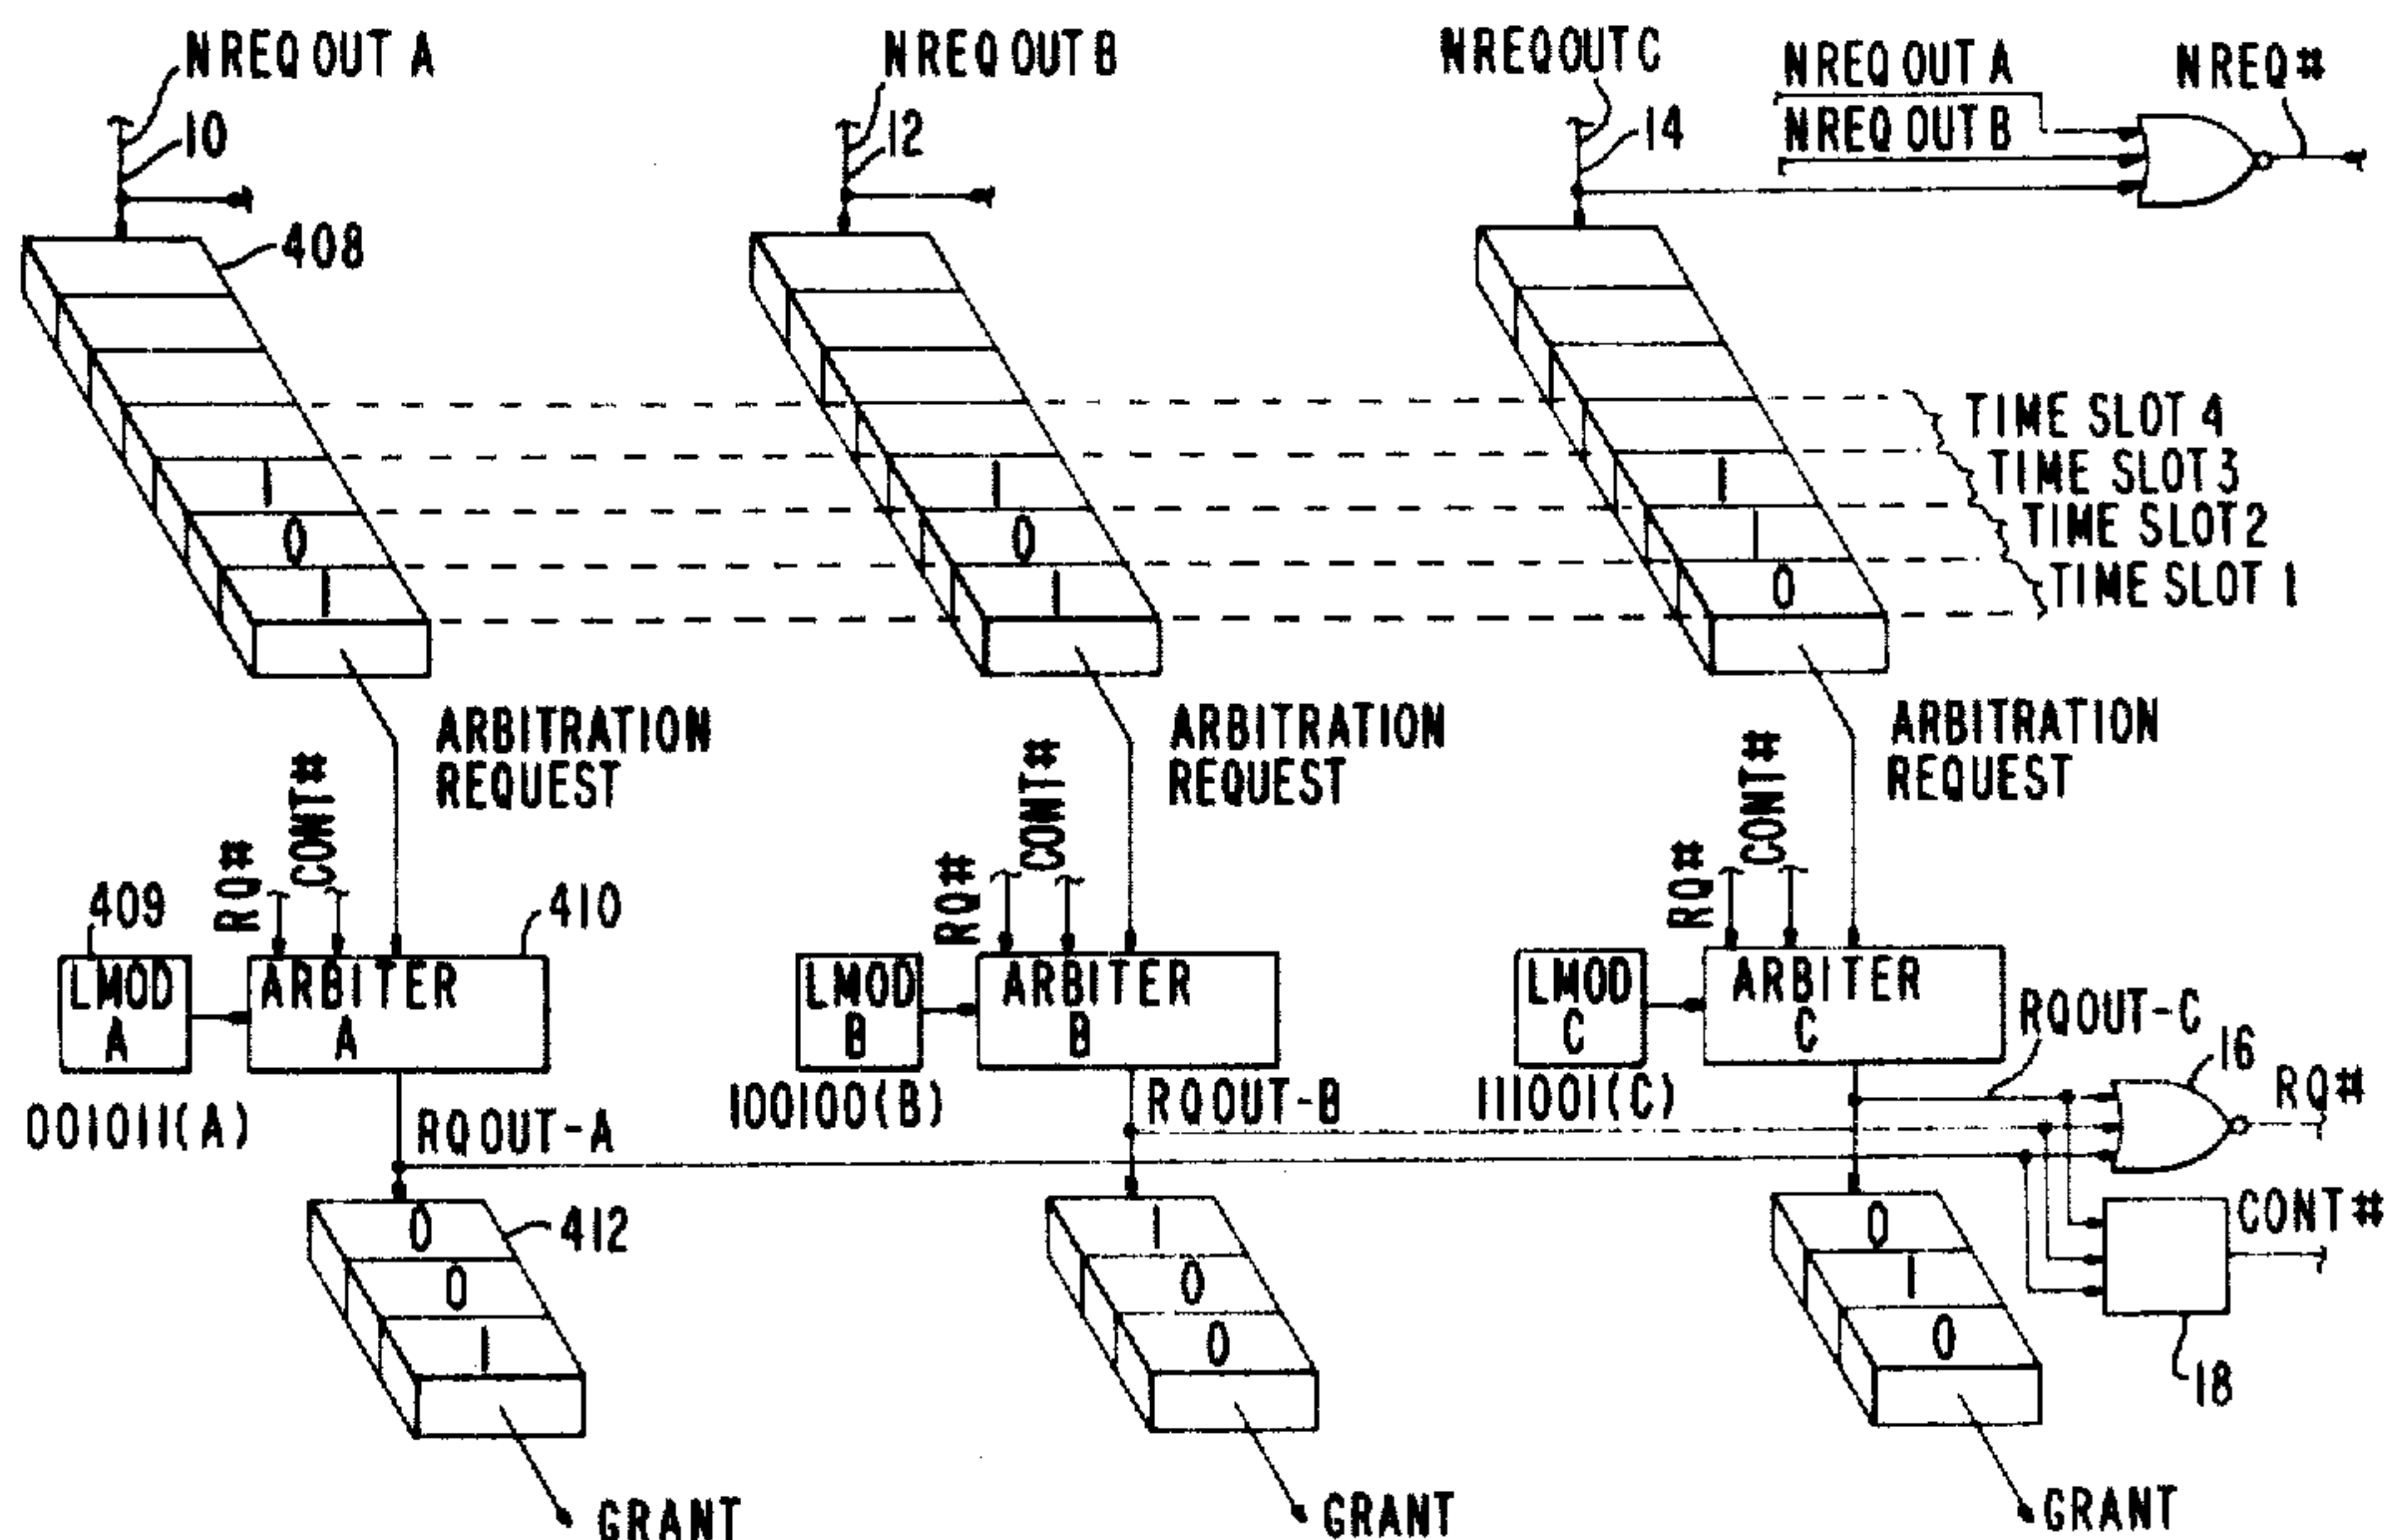 NREQ OUT A
NREQ OUT B
NREQ OUT C
NREQ OUT A
NREQ#
NREQ OUT B
10
12
14
408
TIME SLOT 4
1
1
1
TIME SLOT 3
0
0
1
TIME SLOT 2
1
1
0
TIME SLOT 1
ARBITRATION
REQUEST
ARBITRATION
REQUEST
ARBITRATION
REQUEST
RQ#
CONT#
RQ#
CONT#
RQ#
CONT#
409
410
LMOD
A
ARBITER
A
LMOD
B
ARBITER
B
LMOD
C
ARBITER
C
RQOUT-C
16
RQ#
001011(A)
RQOUT-A
100100(B)
RQOUT-B
111001(C)
412
0
0
1
1
0
0
0
1
0
CONT#
18
GRANT
GRANT
GRANT